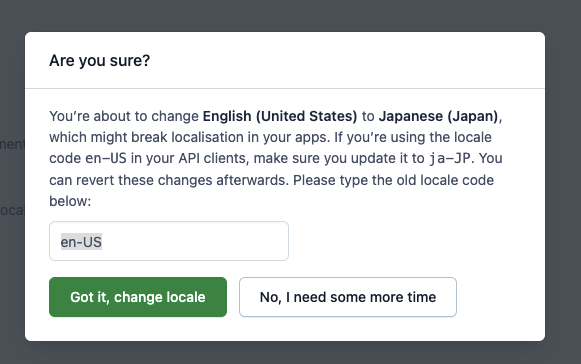 Are you sure?
You're about to change English (United States) to Japanese (Japan),
which might break localisation in your apps. If you're using the locale
code en-US in your API clients, make sure you update it to ja-JP. You
can revert these changes afterwards. Please type the old locale code
below:
en-US
Got it, change locale
No, I need some more time